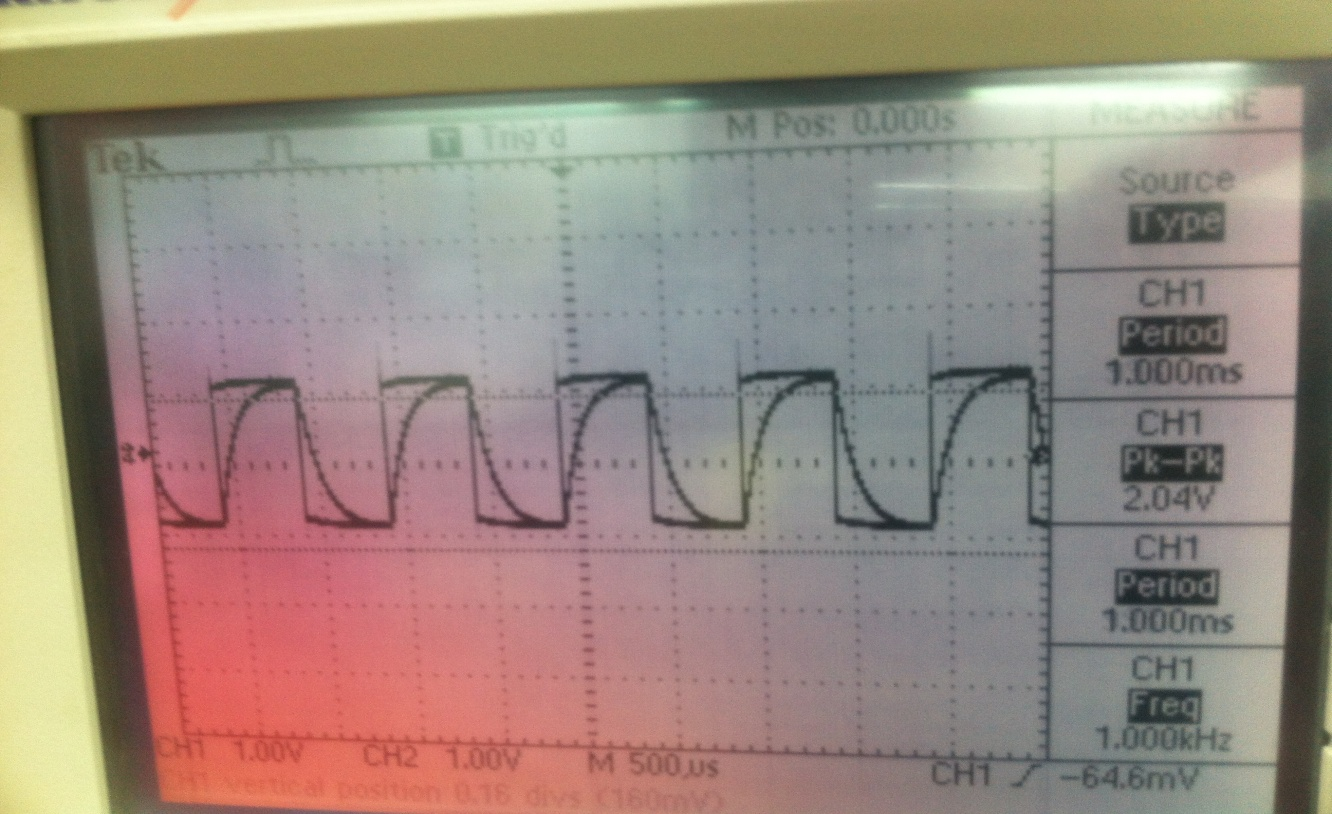 Tek
T Trig'd
M Pos: 0.000s
MEASURE
Source
Type
CH1
Period
1.000ms
CH1
Pk-Pk
2.04V
CH1
Period
1.000ms
CH1
Freq
1.000kHz
2
CH1 1.00V CH2 1.00V M 500µs CH1 -64.6mV
CH1 vertical position 0.16 divs (160mV)